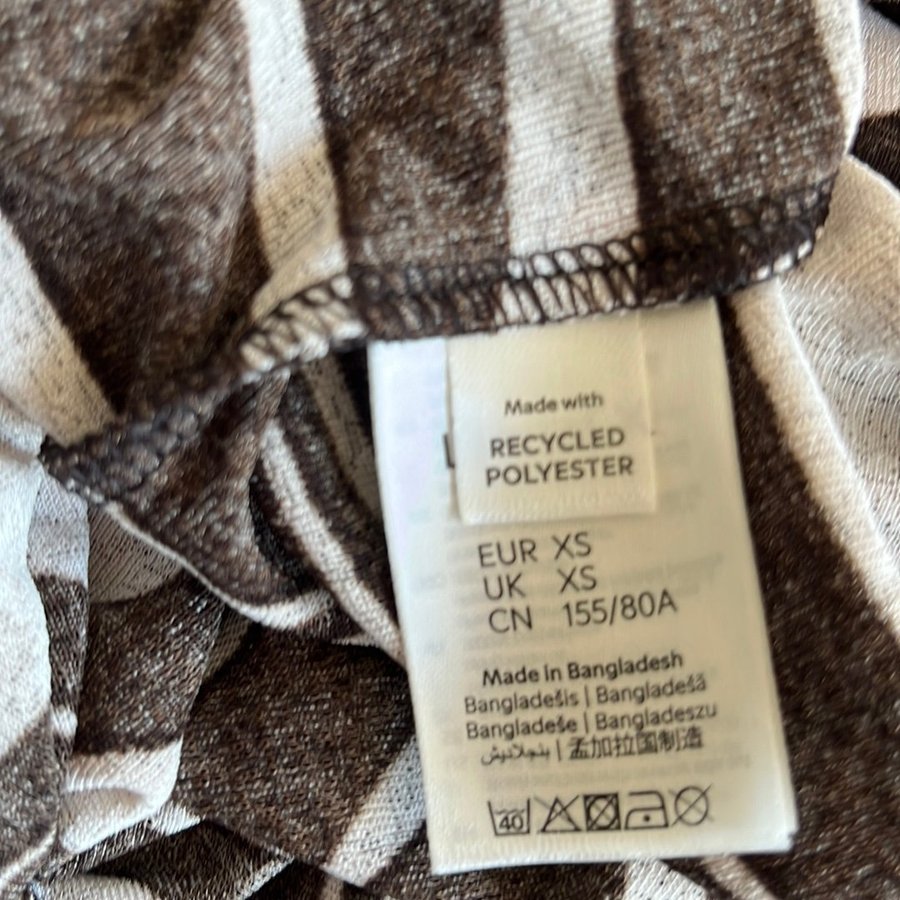 Made with
RECYCLED
POLYESTER
EUR XS
UK XS
CN 155/80A
Made in Bangladesh
Bangladešis | Bangladešā
Bangladeše | Bangladeszu
بنجلاديش | 孟加拉国制造
40